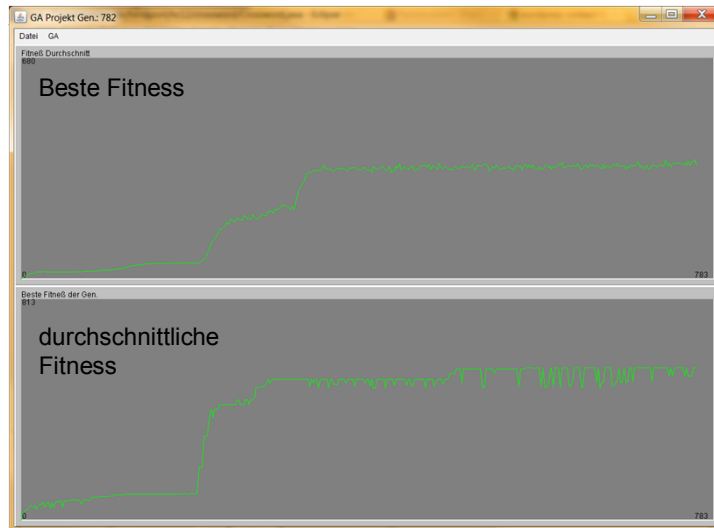 GA Projekt Gen.: 782
Datei GA
Fitneß Durchschnitt
680
Beste Fitness
0
783
Beste Fitneß der Gen.
813
durchschnittliche
Fitness
0
783